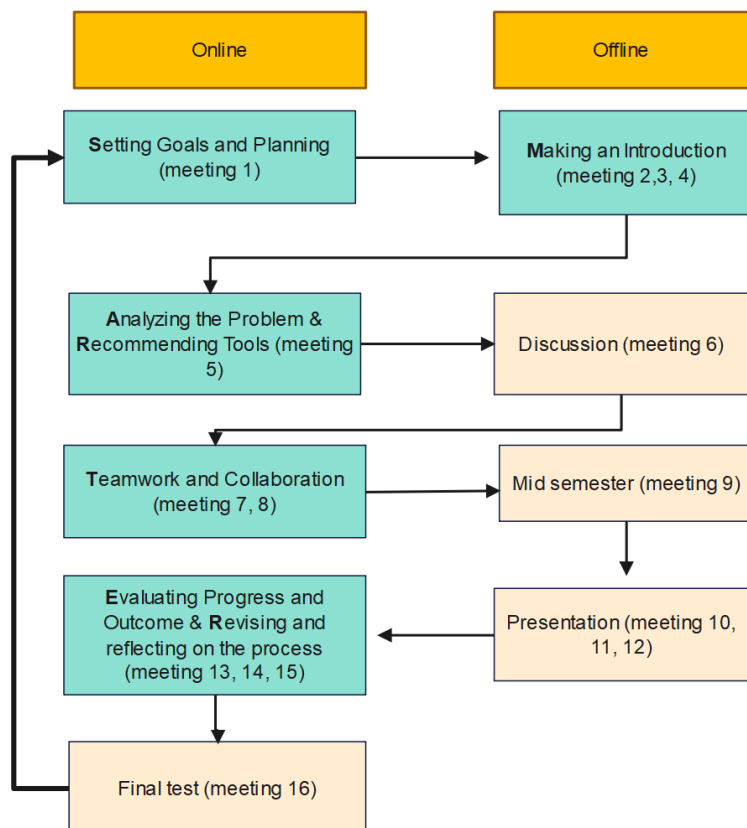 Online
Offline
Setting Goals and Planning
(meeting 1)
Making an Introduction
(meeting 2,3, 4)
Analyzing the Problem &
Recommending Tools (meeting
5)
Discussion (meeting 6)
Teamwork and Collaboration
(meeting 7, 8)
Mid semester (meeting 9)
Evaluating Progress and
Outcome & Revising and
reflecting on the process
(meeting 13, 14, 15)
Presentation (meeting 10,
11, 12)
Final test (meeting 16)